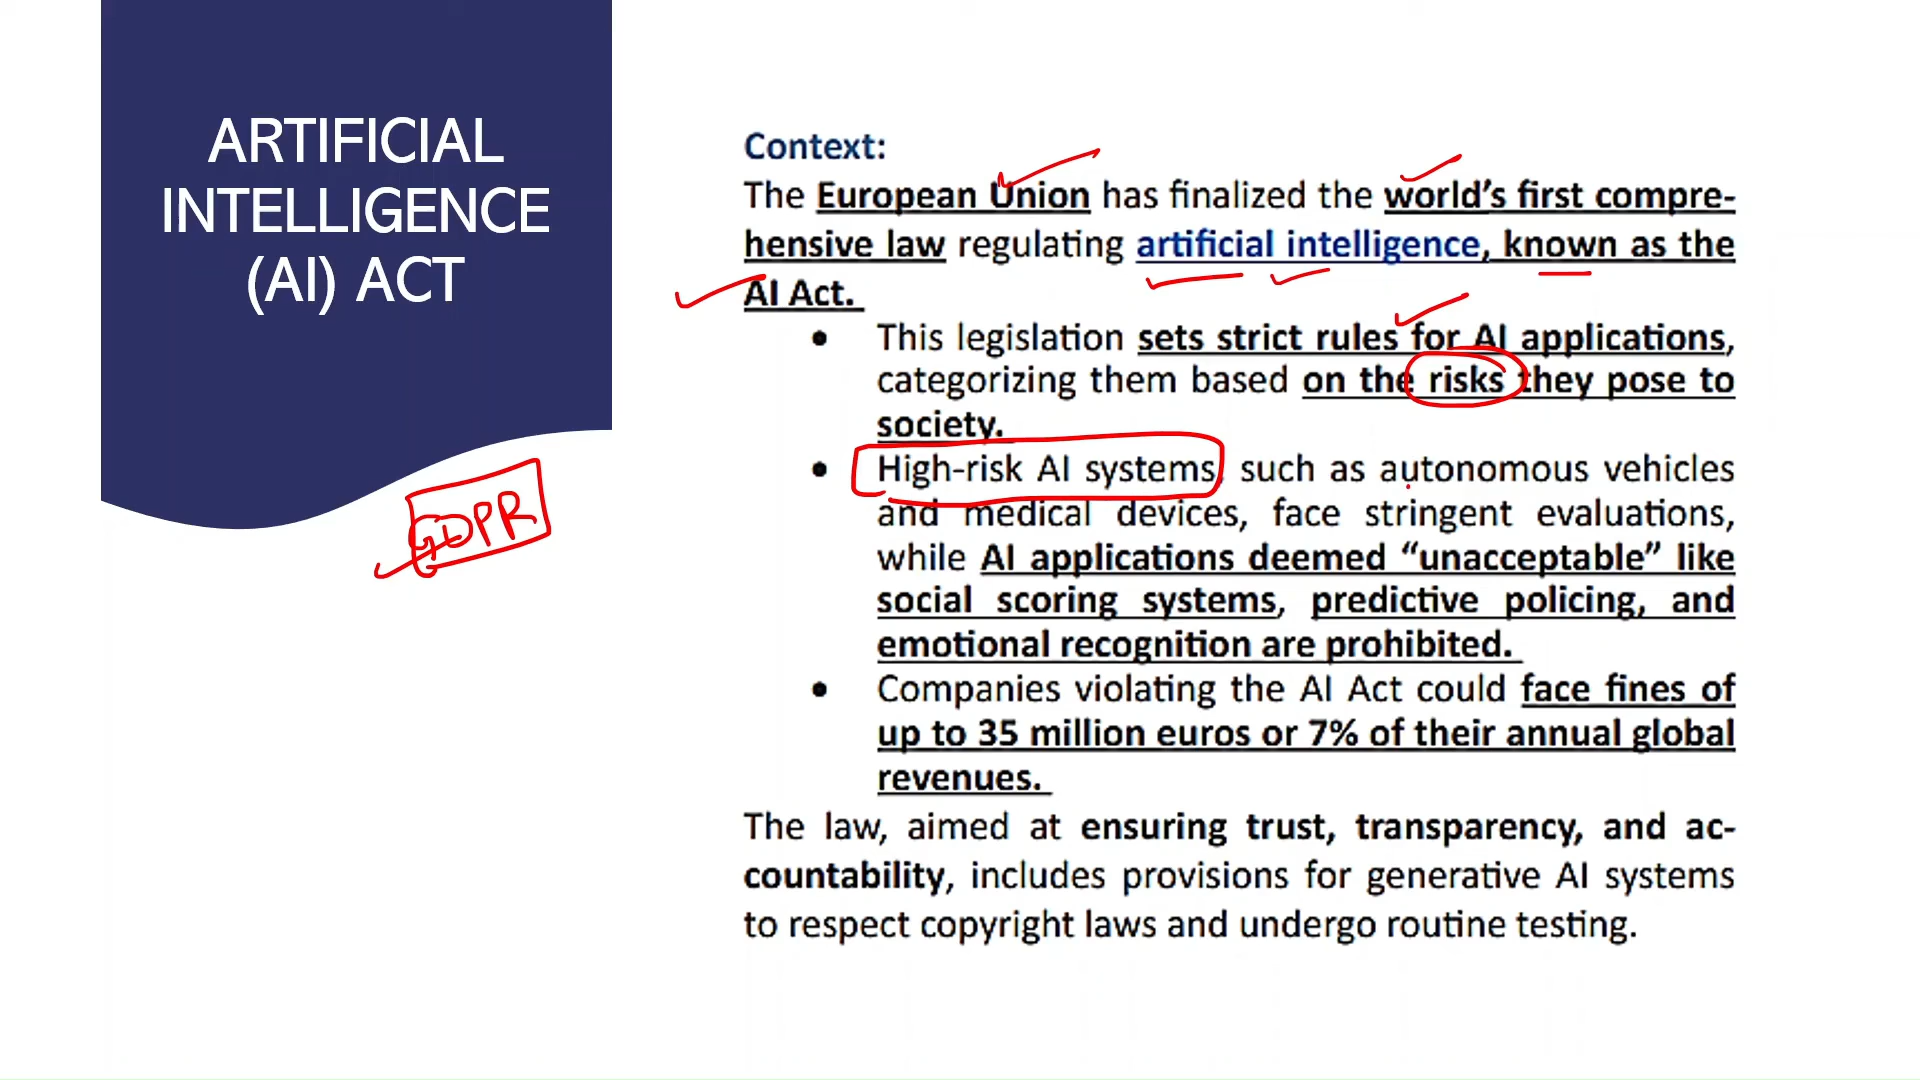 ARTIFICIAL
INTELLIGENCE
(AI) ACT
GDPR
Context:
The European Union has finalized the world’s first compre-
hensive law regulating artificial intelligence, known as the
AI Act.
• This legislation sets strict rules for AI applications,
categorizing them based on the risks they pose to
society.
• High-risk AI systems, such as autonomous vehicles
and medical devices, face stringent evaluations,
while AI applications deemed “unacceptable” like
social scoring systems, predictive policing, and
emotional recognition are prohibited.
• Companies violating the AI Act could face fines of
up to 35 million euros or 7% of their annual global
revenues.
The law, aimed at ensuring trust, transparency, and ac-
countability, includes provisions for generative AI systems
to respect copyright laws and undergo routine testing.